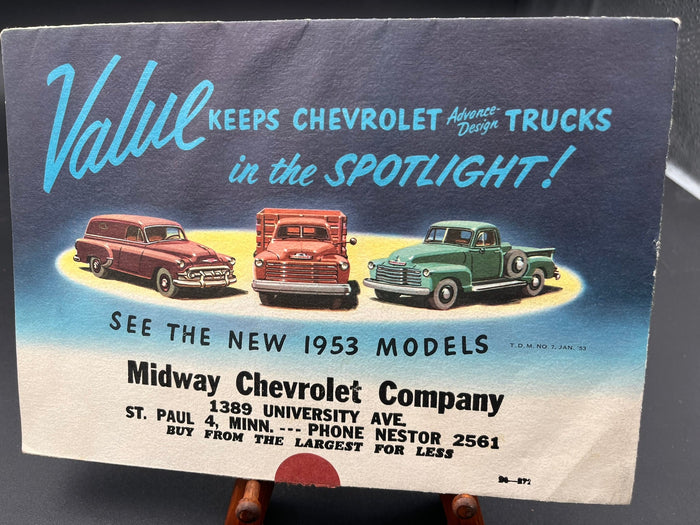 Value KEEPS CHEVROLET Advance-Design TRUCKS
in the SPOTLIGHT!
SEE THE NEW 1953 MODELS
T.D.M. NO. 7, JAN. '53
Midway Chevrolet Company
1389 UNIVERSITY AVE.
ST. PAUL 4, MINN. --- PHONE NESTOR 2561
BUY FROM THE LARGEST FOR LESS